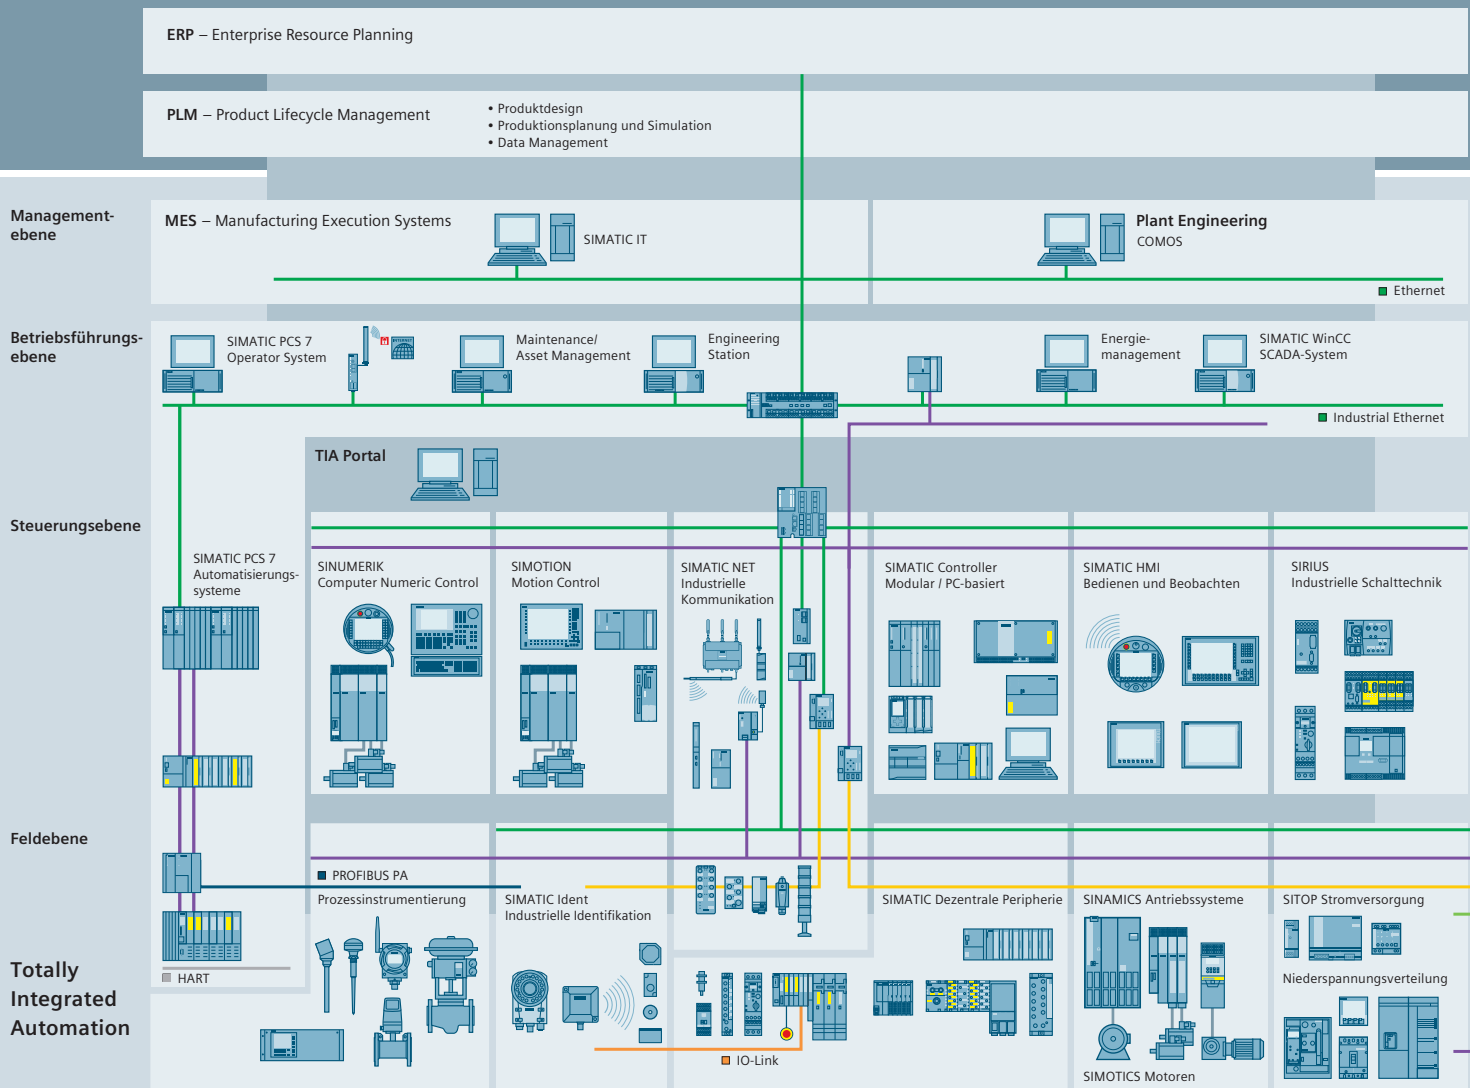 ERP – Enterprise Resource Planning
PLM – Product Lifecycle Management
• Produktdesign
• Produktionsplanung und Simulation
• Data Management
Management-
ebene
MES – Manufacturing Execution Systems
SIMATIC IT
Plant Engineering
COMOS
Ethernet
Betriebsführungs-
ebene
SIMATIC PCS 7
Operator System
Maintenance/
Asset Management
Engineering
Station
Energie-
management
SIMATIC WinCC
SCADA-System
Industrial Ethernet
TIA Portal
Steuerungsebene
SIMATIC PCS 7
Automatisierungs-
systeme
SINUMERIK
Computer Numeric Control
SIMOTION
Motion Control
SIMATIC NET
Industrielle
Kommunikation
SIMATIC Controller
Modular / PC-basiert
SIMATIC HMI
Bedienen und Beobachten
SIRIUS
Industrielle Schalttechnik
Feldebene
PROFIBUS PA
Prozessinstrumentierung
SIMATIC Ident
Industrielle Identifikation
SIMATIC Dezentrale Peripherie
SINAMICS Antriebssysteme
SITOP Stromversorgung
HART
Niederspannungsverteilung
Totally
Integrated
Automation
IO-Link
SIMOTICS Motoren